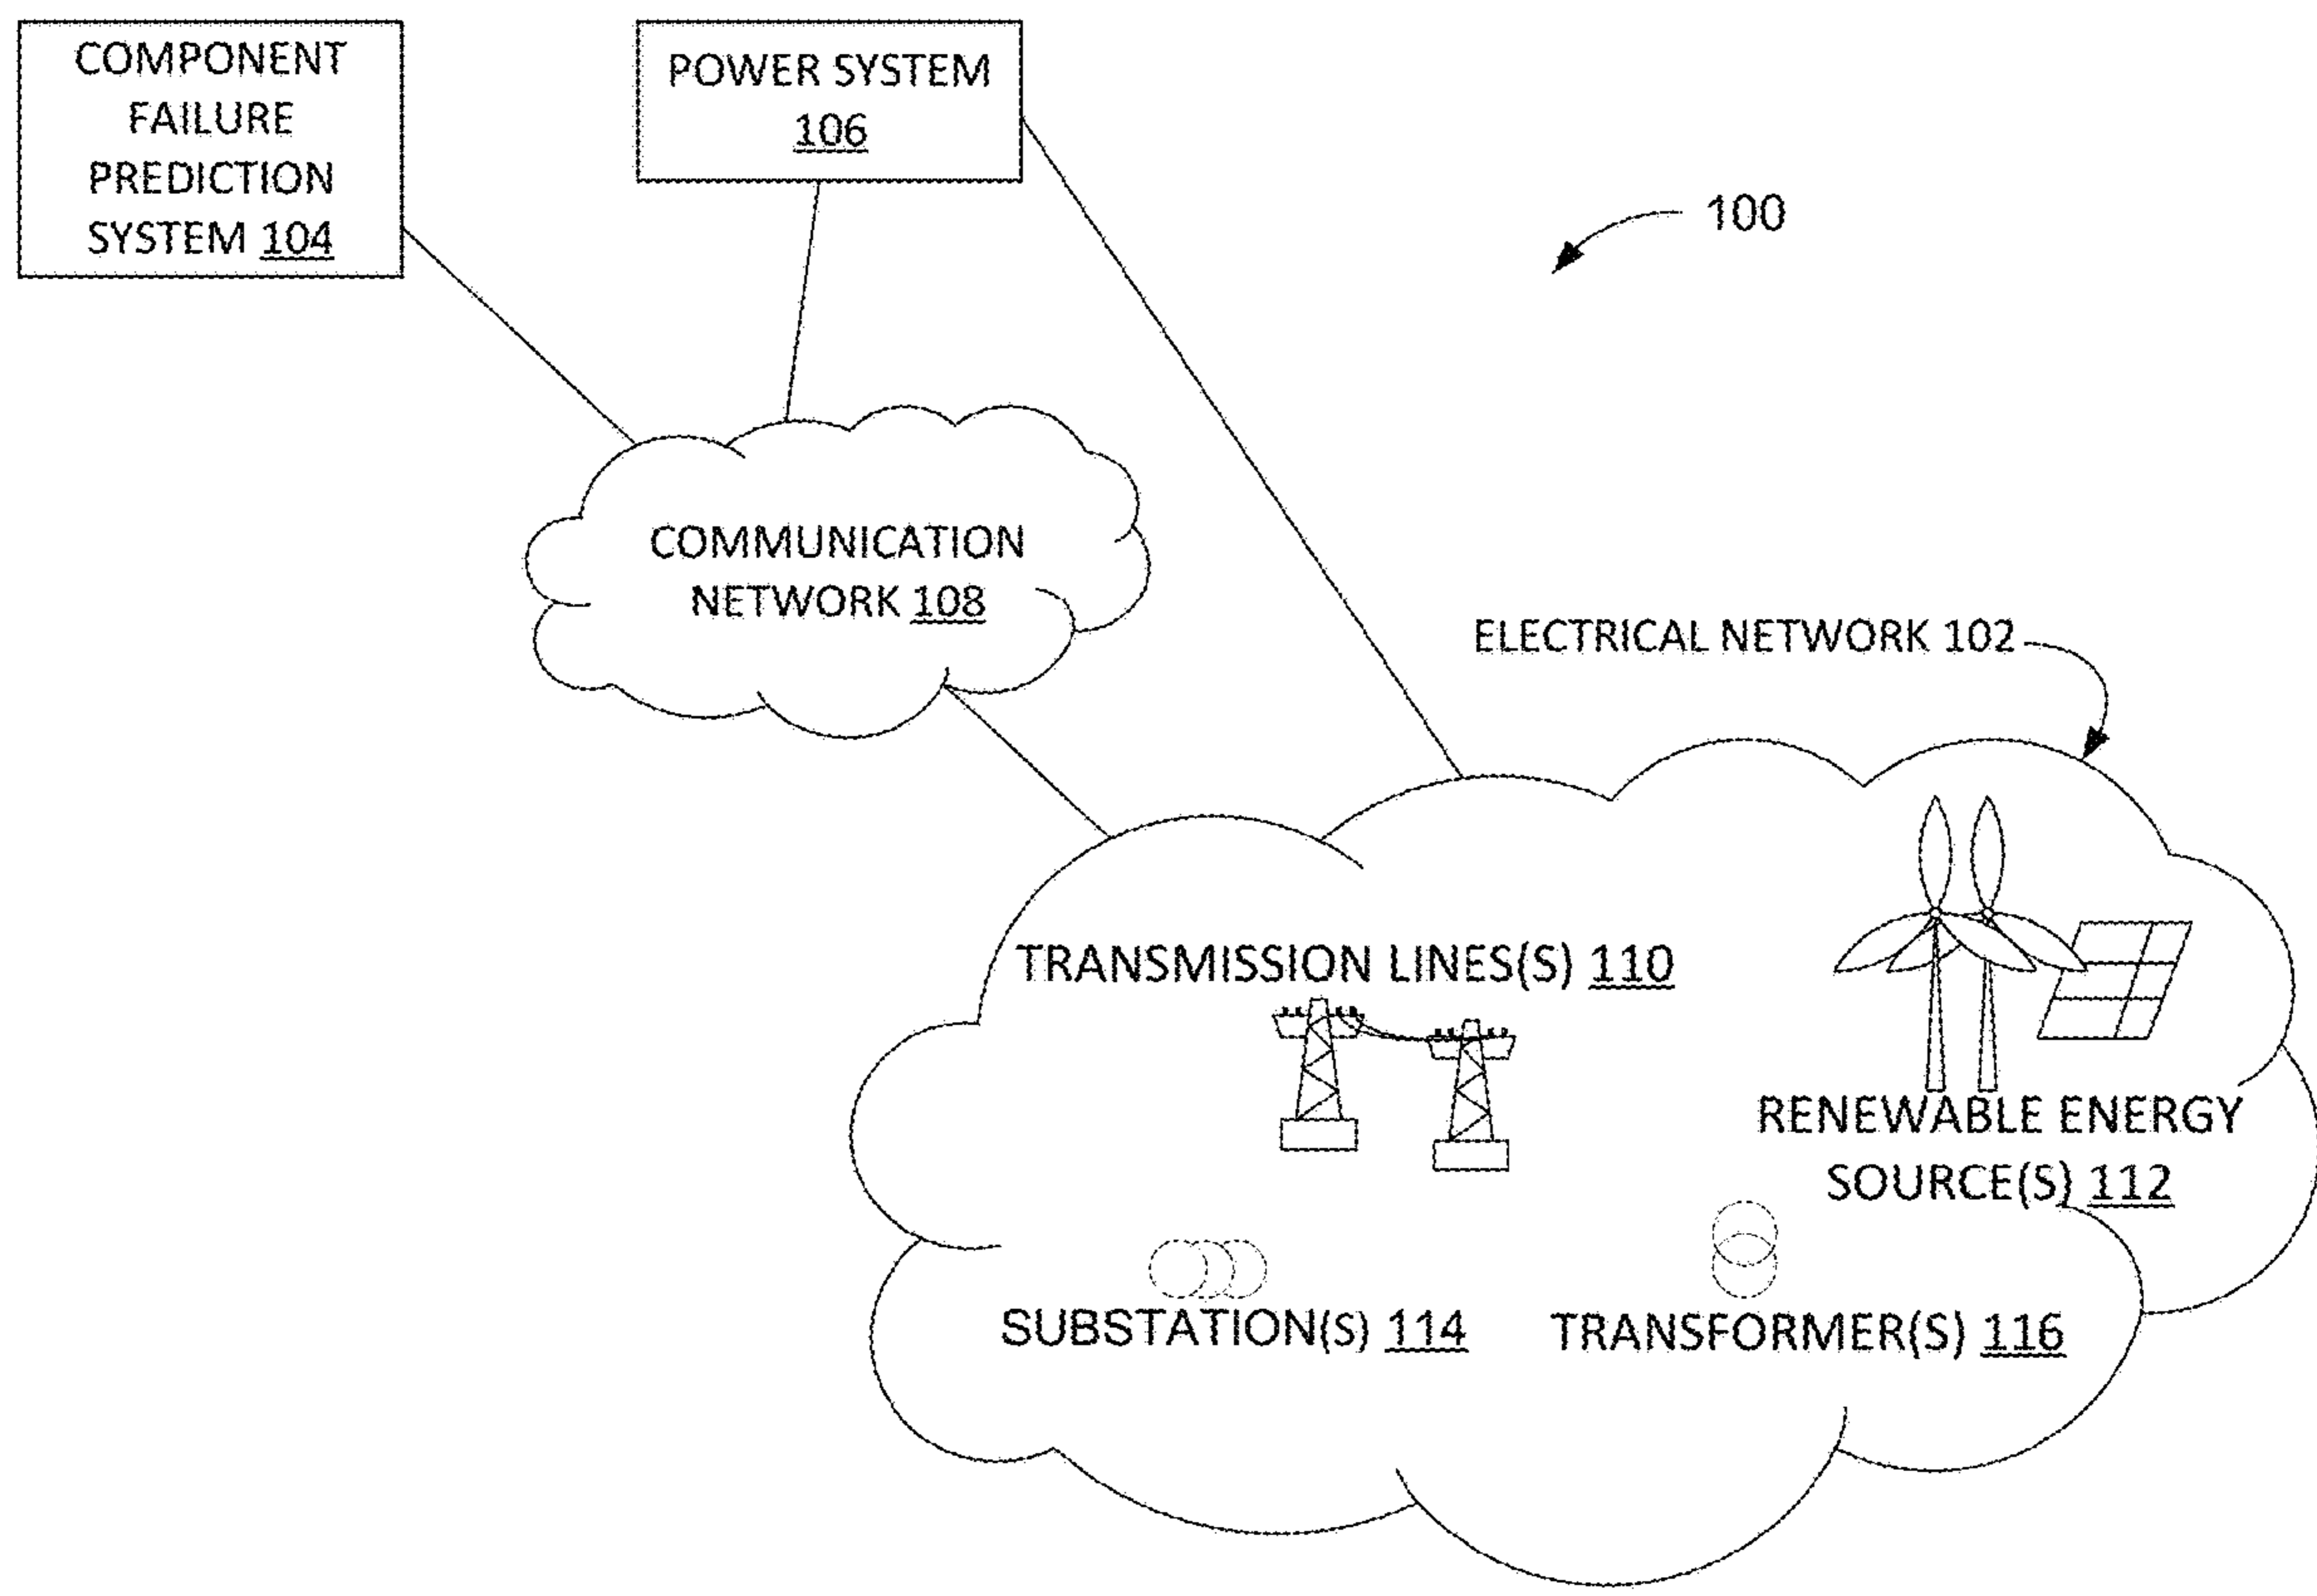 COMPONENT
FAILURE
PREDICTION
SYSTEM 104
POWER SYSTEM
106
100
COMMUNICATION
NETWORK 108
ELECTRICAL NETWORK 102
TRANSMISSION LINES(S) 110
RENEWABLE ENERGY
SOURCE(S) 112
SUBSTATION(S) 114
TRANSFORMER(S) 116